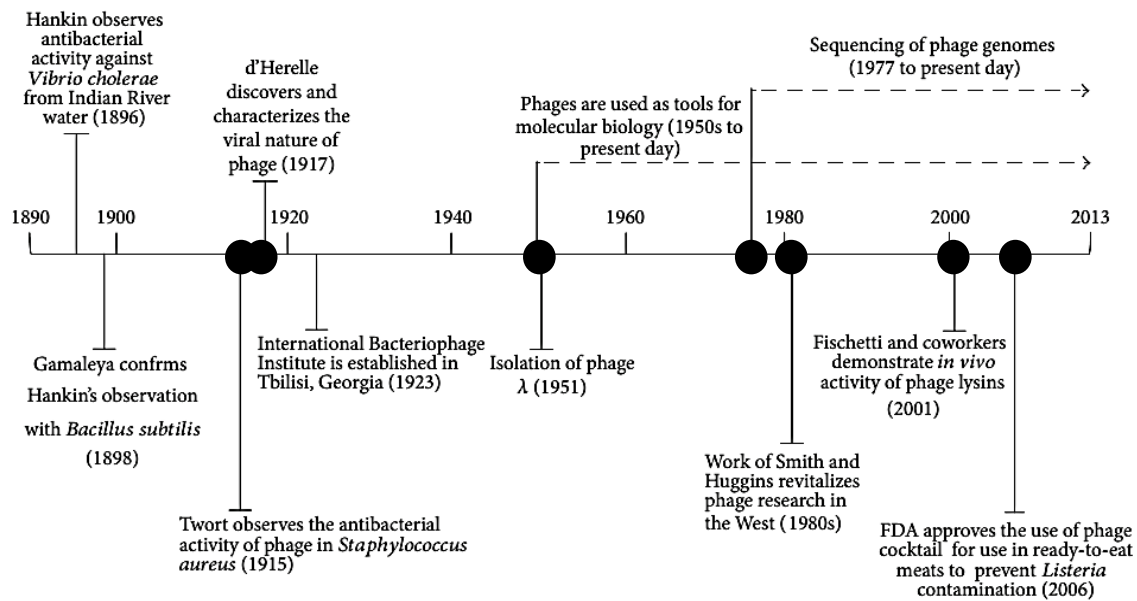 Hankin observes
antibacterial
activity against
Vibrio cholerae
from Indian River
water (1896)
d'Herelle
discovers and
characterizes the
viral nature of
phage (1917)
Phages are used as tools for
molecular biology (1950s to
present day)
Sequencing of phage genomes
(1977 to present day)
1890
1900
1920
1940
1960
1980
2000
2013
Gamaleya confrms
Hankin's observation
with Bacillus subtilis
(1898)
Twort observes the antibacterial
activity of phage in Staphylococcus
aureus (1915)
International Bacteriophage
Institute is established in
Tbilisi, Georgia (1923)
Isolation of phage
λ (1951)
Work of Smith and
Huggins revitalizes
phage research in
the West (1980s)
Fischetti and coworkers
demonstrate in vivo
activity of phage lysins
(2001)
FDA approves the use of phage
cocktail for use in ready-to-eat
meats to prevent Listeria
contamination (2006)